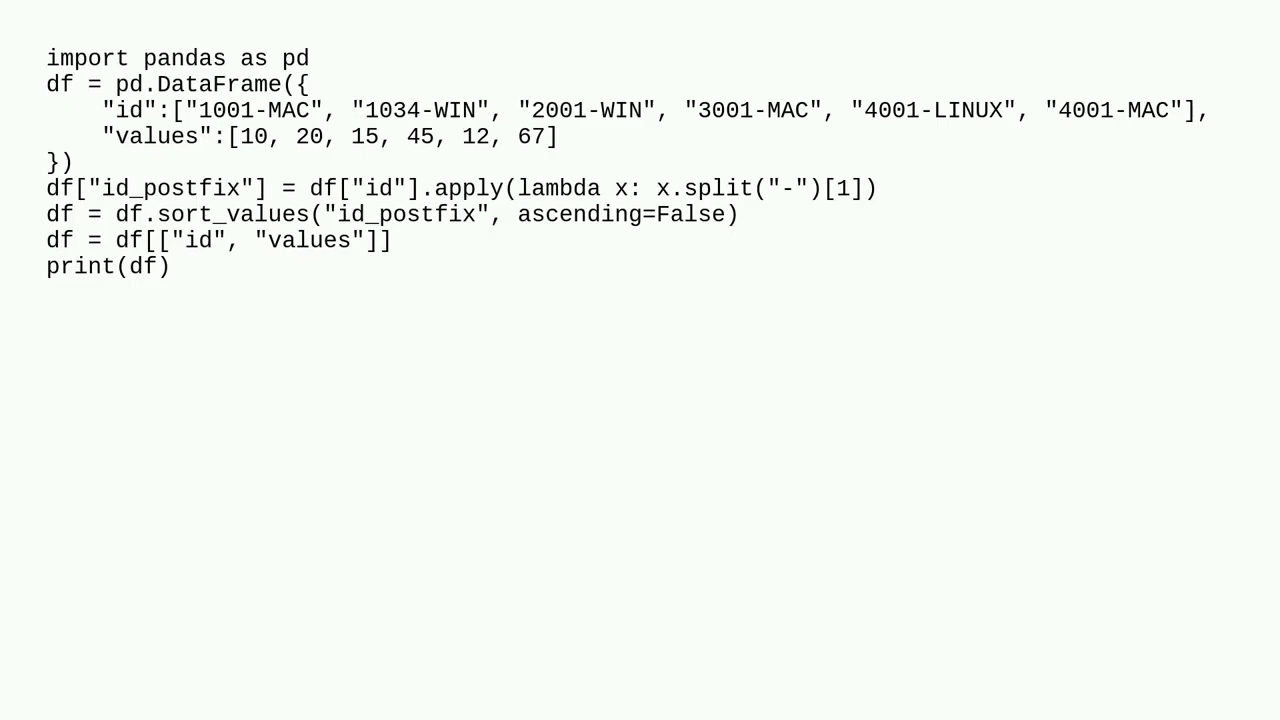 import pandas as pd
df = pd.DataFrame({
    "id":["1001-MAC", "1034-WIN", "2001-WIN", "3001-MAC", "4001-LINUX", "4001-MAC"],
    "values":[10, 20, 15, 45, 12, 67]
})
df["id_postfix"] = df["id"].apply(lambda x: x.split("-")[1])
df = df.sort_values("id_postfix", ascending=False)
df = df[["id", "values"]]
print(df)